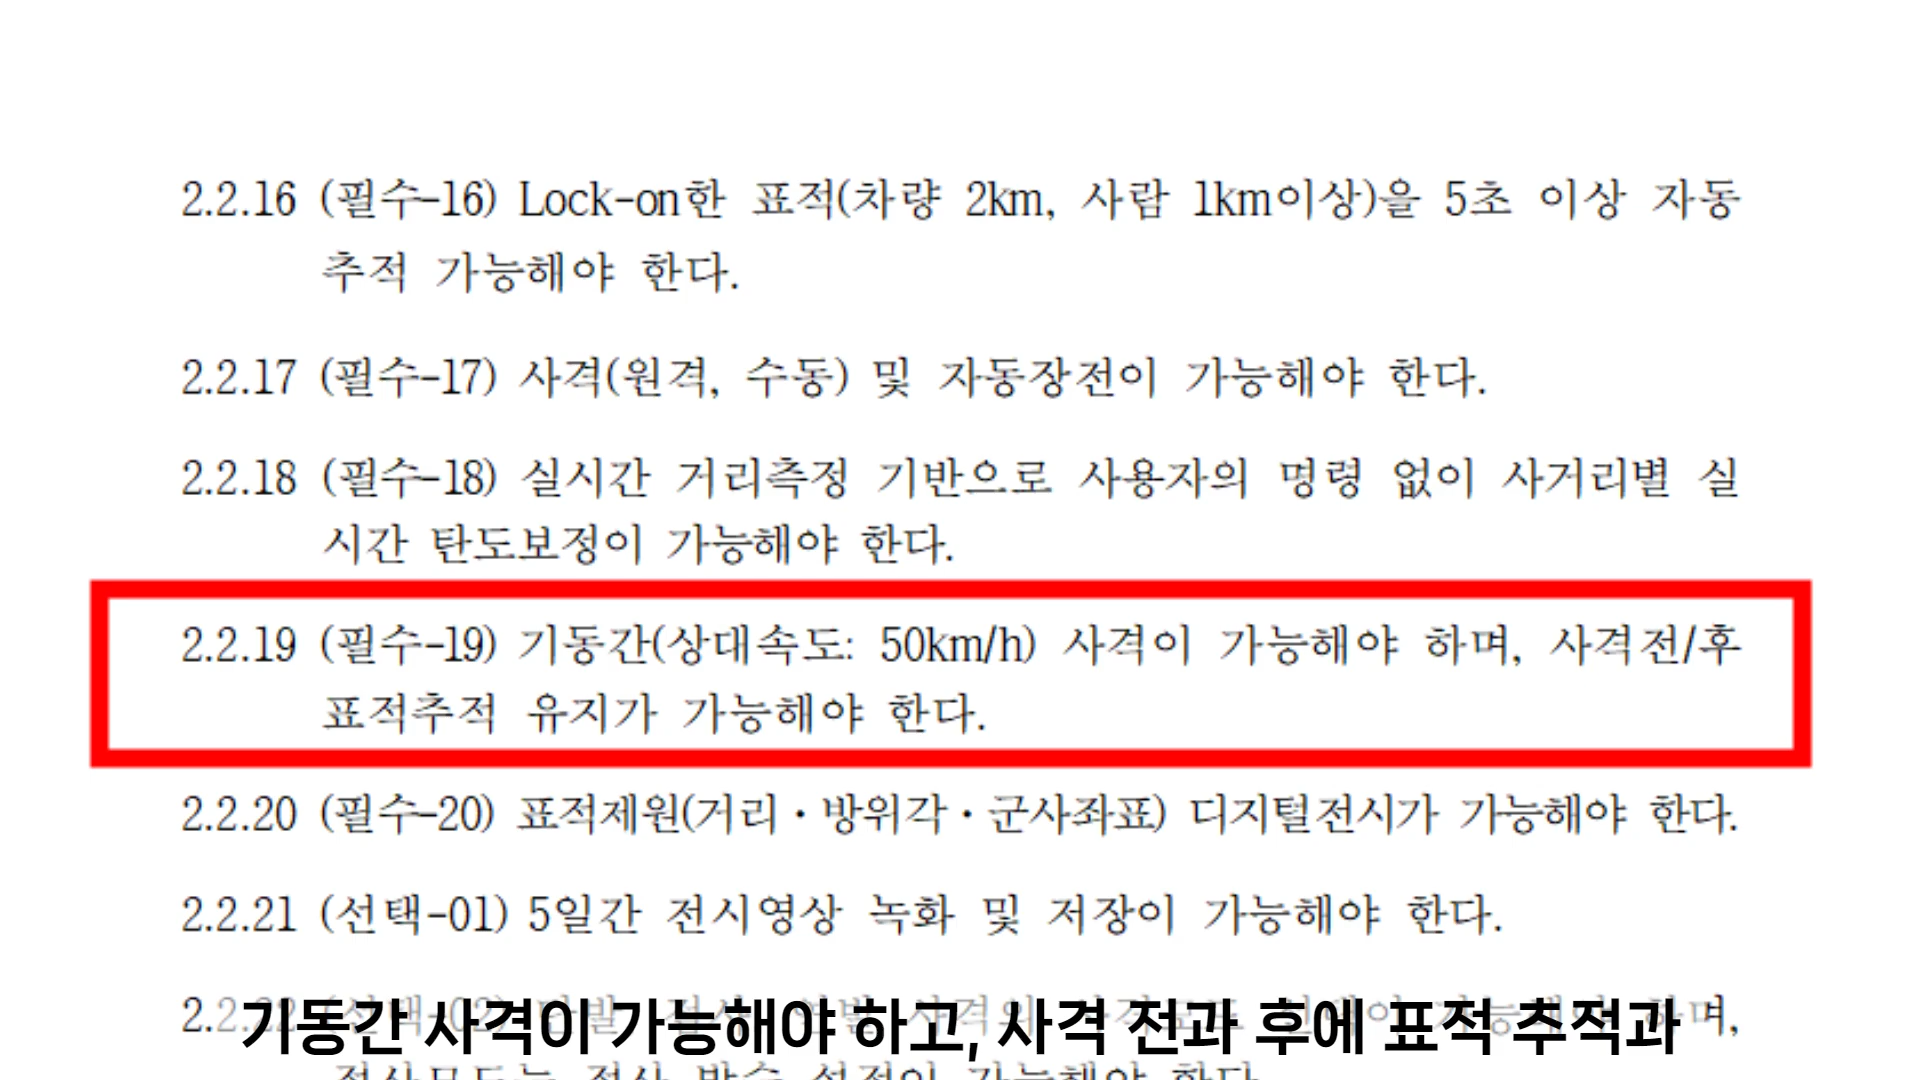 2.2.16 (필수-16) Lock-on한 표적(차량 2km, 사람 1km이상)을 5초 이상 자동
추적 가능해야 한다.
2.2.17 (필수-17) 사격(원격, 수동) 및 자동장전이 가능해야 한다.
2.2.18 (필수-18) 실시간 거리측정 기반으로 사용자의 명령 없이 사거리별 실
시간 탄도보정이 가능해야 한다.
2.2.19 (필수-19) 기동간(상대속도: 50km/h) 사격이 가능해야 하며, 사격전/후
표적추적 유지가 가능해야 한다.
2.2.20 (필수-20) 표적제원(거리・방위각・군사좌표) 디지털전시가 가능해야 한다.
2.2.21 (선택-01) 5일간 전시영상 녹화 및 저장이 가능해야 한다.
2.2.22 (선택-02)
기동간 사격이 가능해야 하고, 사격 전과 후에 표적 추적과